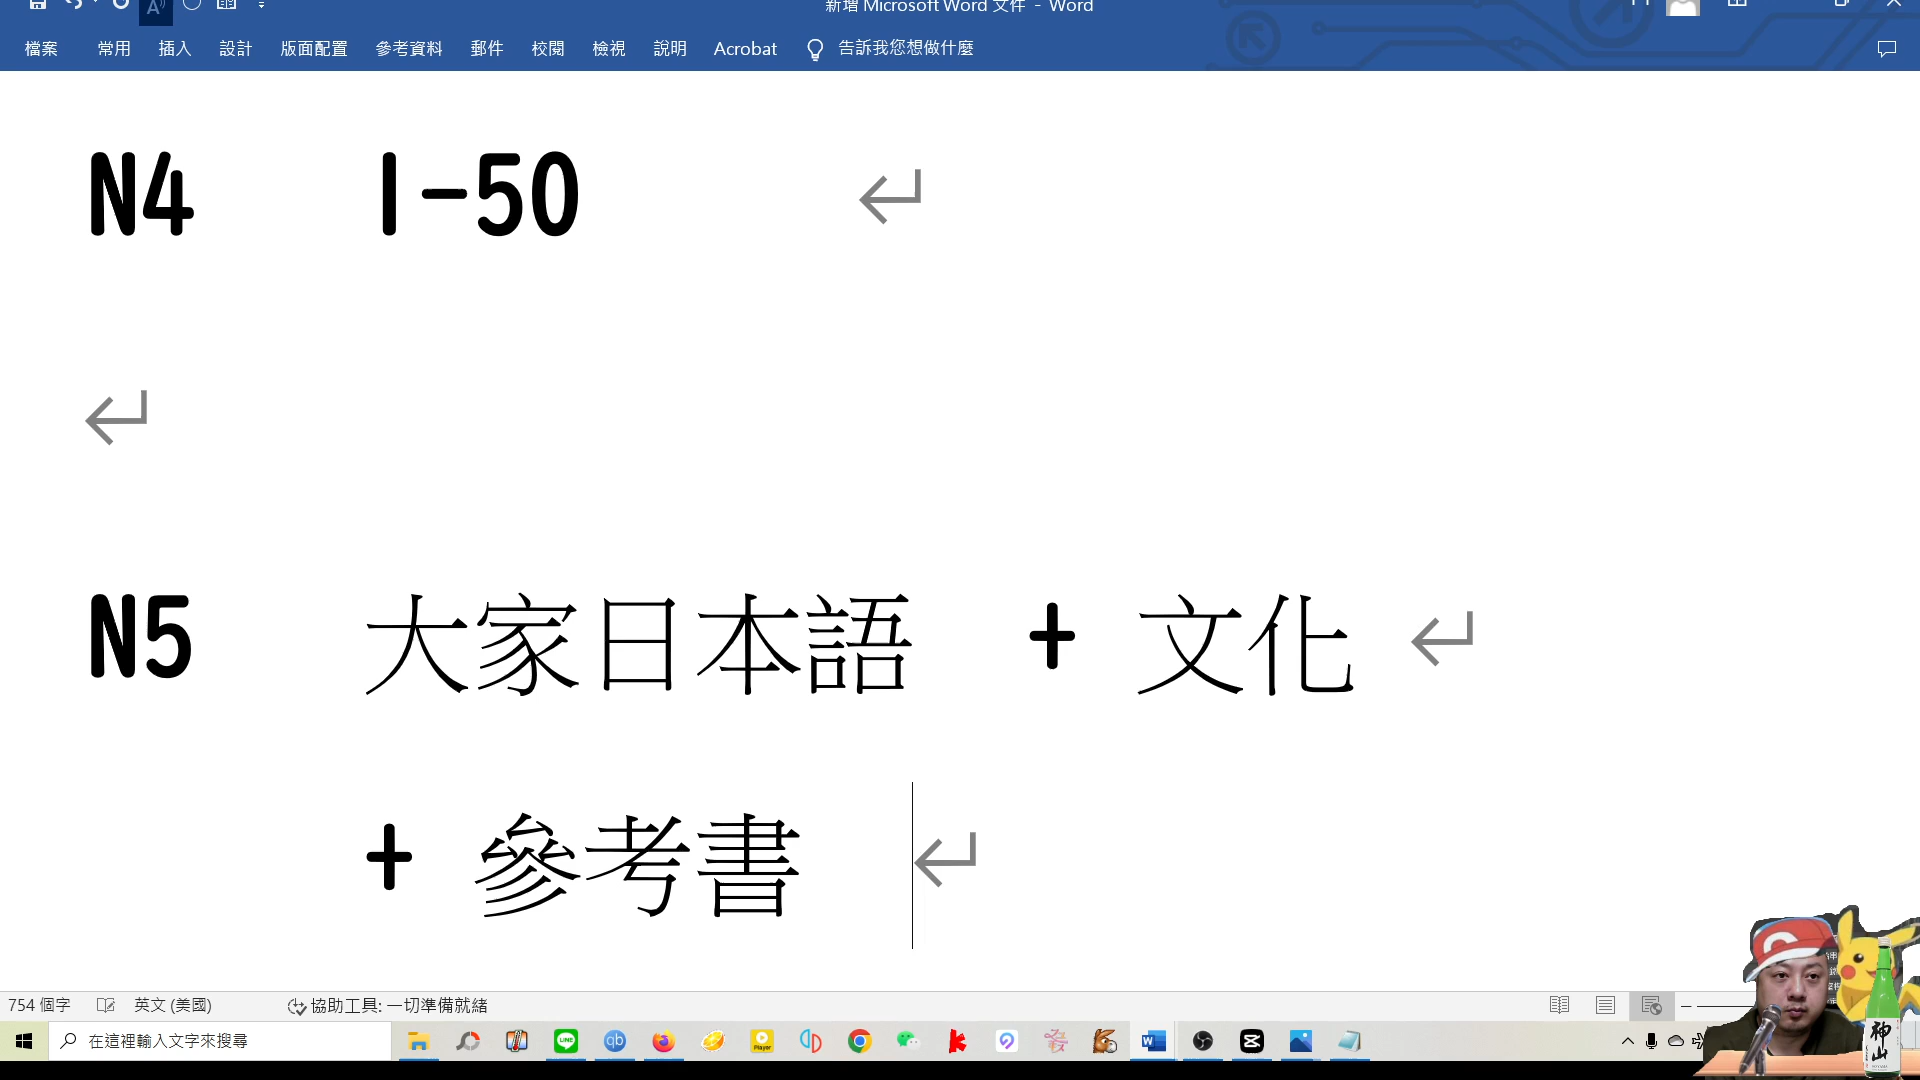 新增 Microsoft Word 文件 - Word
檔案 常用 插入 設計 版面配置 參考資料 郵件 校閱 檢視 說明 Acrobat 告訴我您想做什麼
N4 1-50
N5 大家日本語 + 文化
+ 參考書
754 個字 英文 (美國) 協助工具: 一切準備就緒
在這裡輸入文字來搜尋
神山